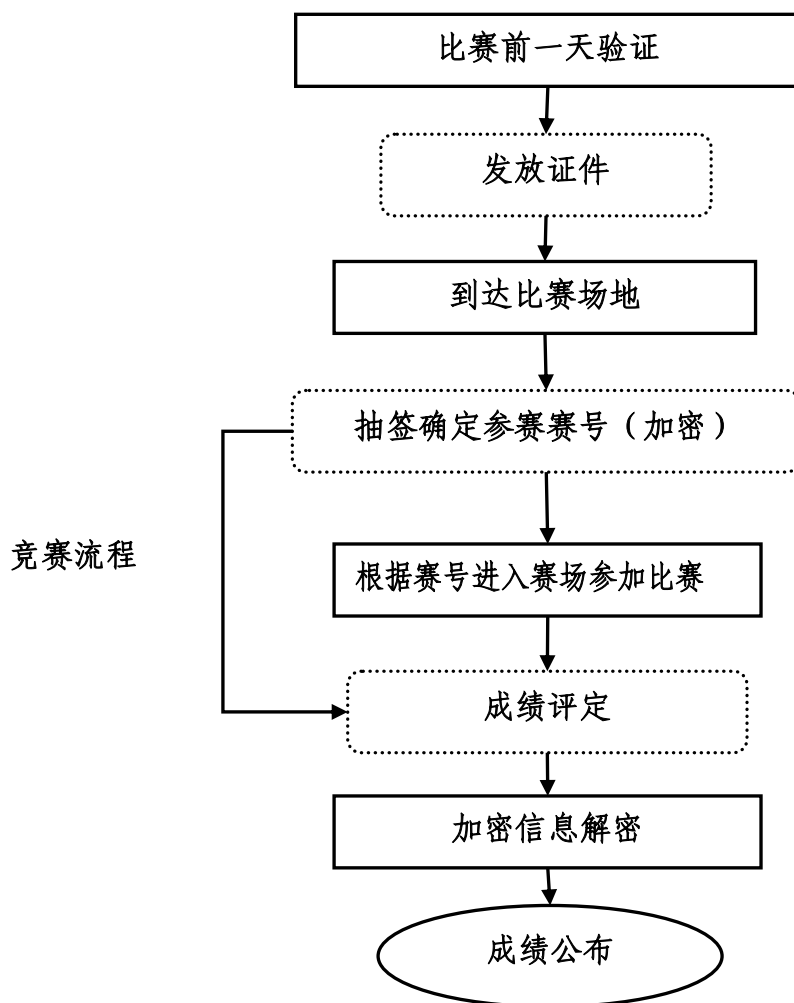 比赛前一天验证
发放证件
到达比赛场地
抽签确定参赛赛号（加密）
竞赛流程
根据赛号进入赛场参加比赛
成绩评定
加密信息解密
成绩公布